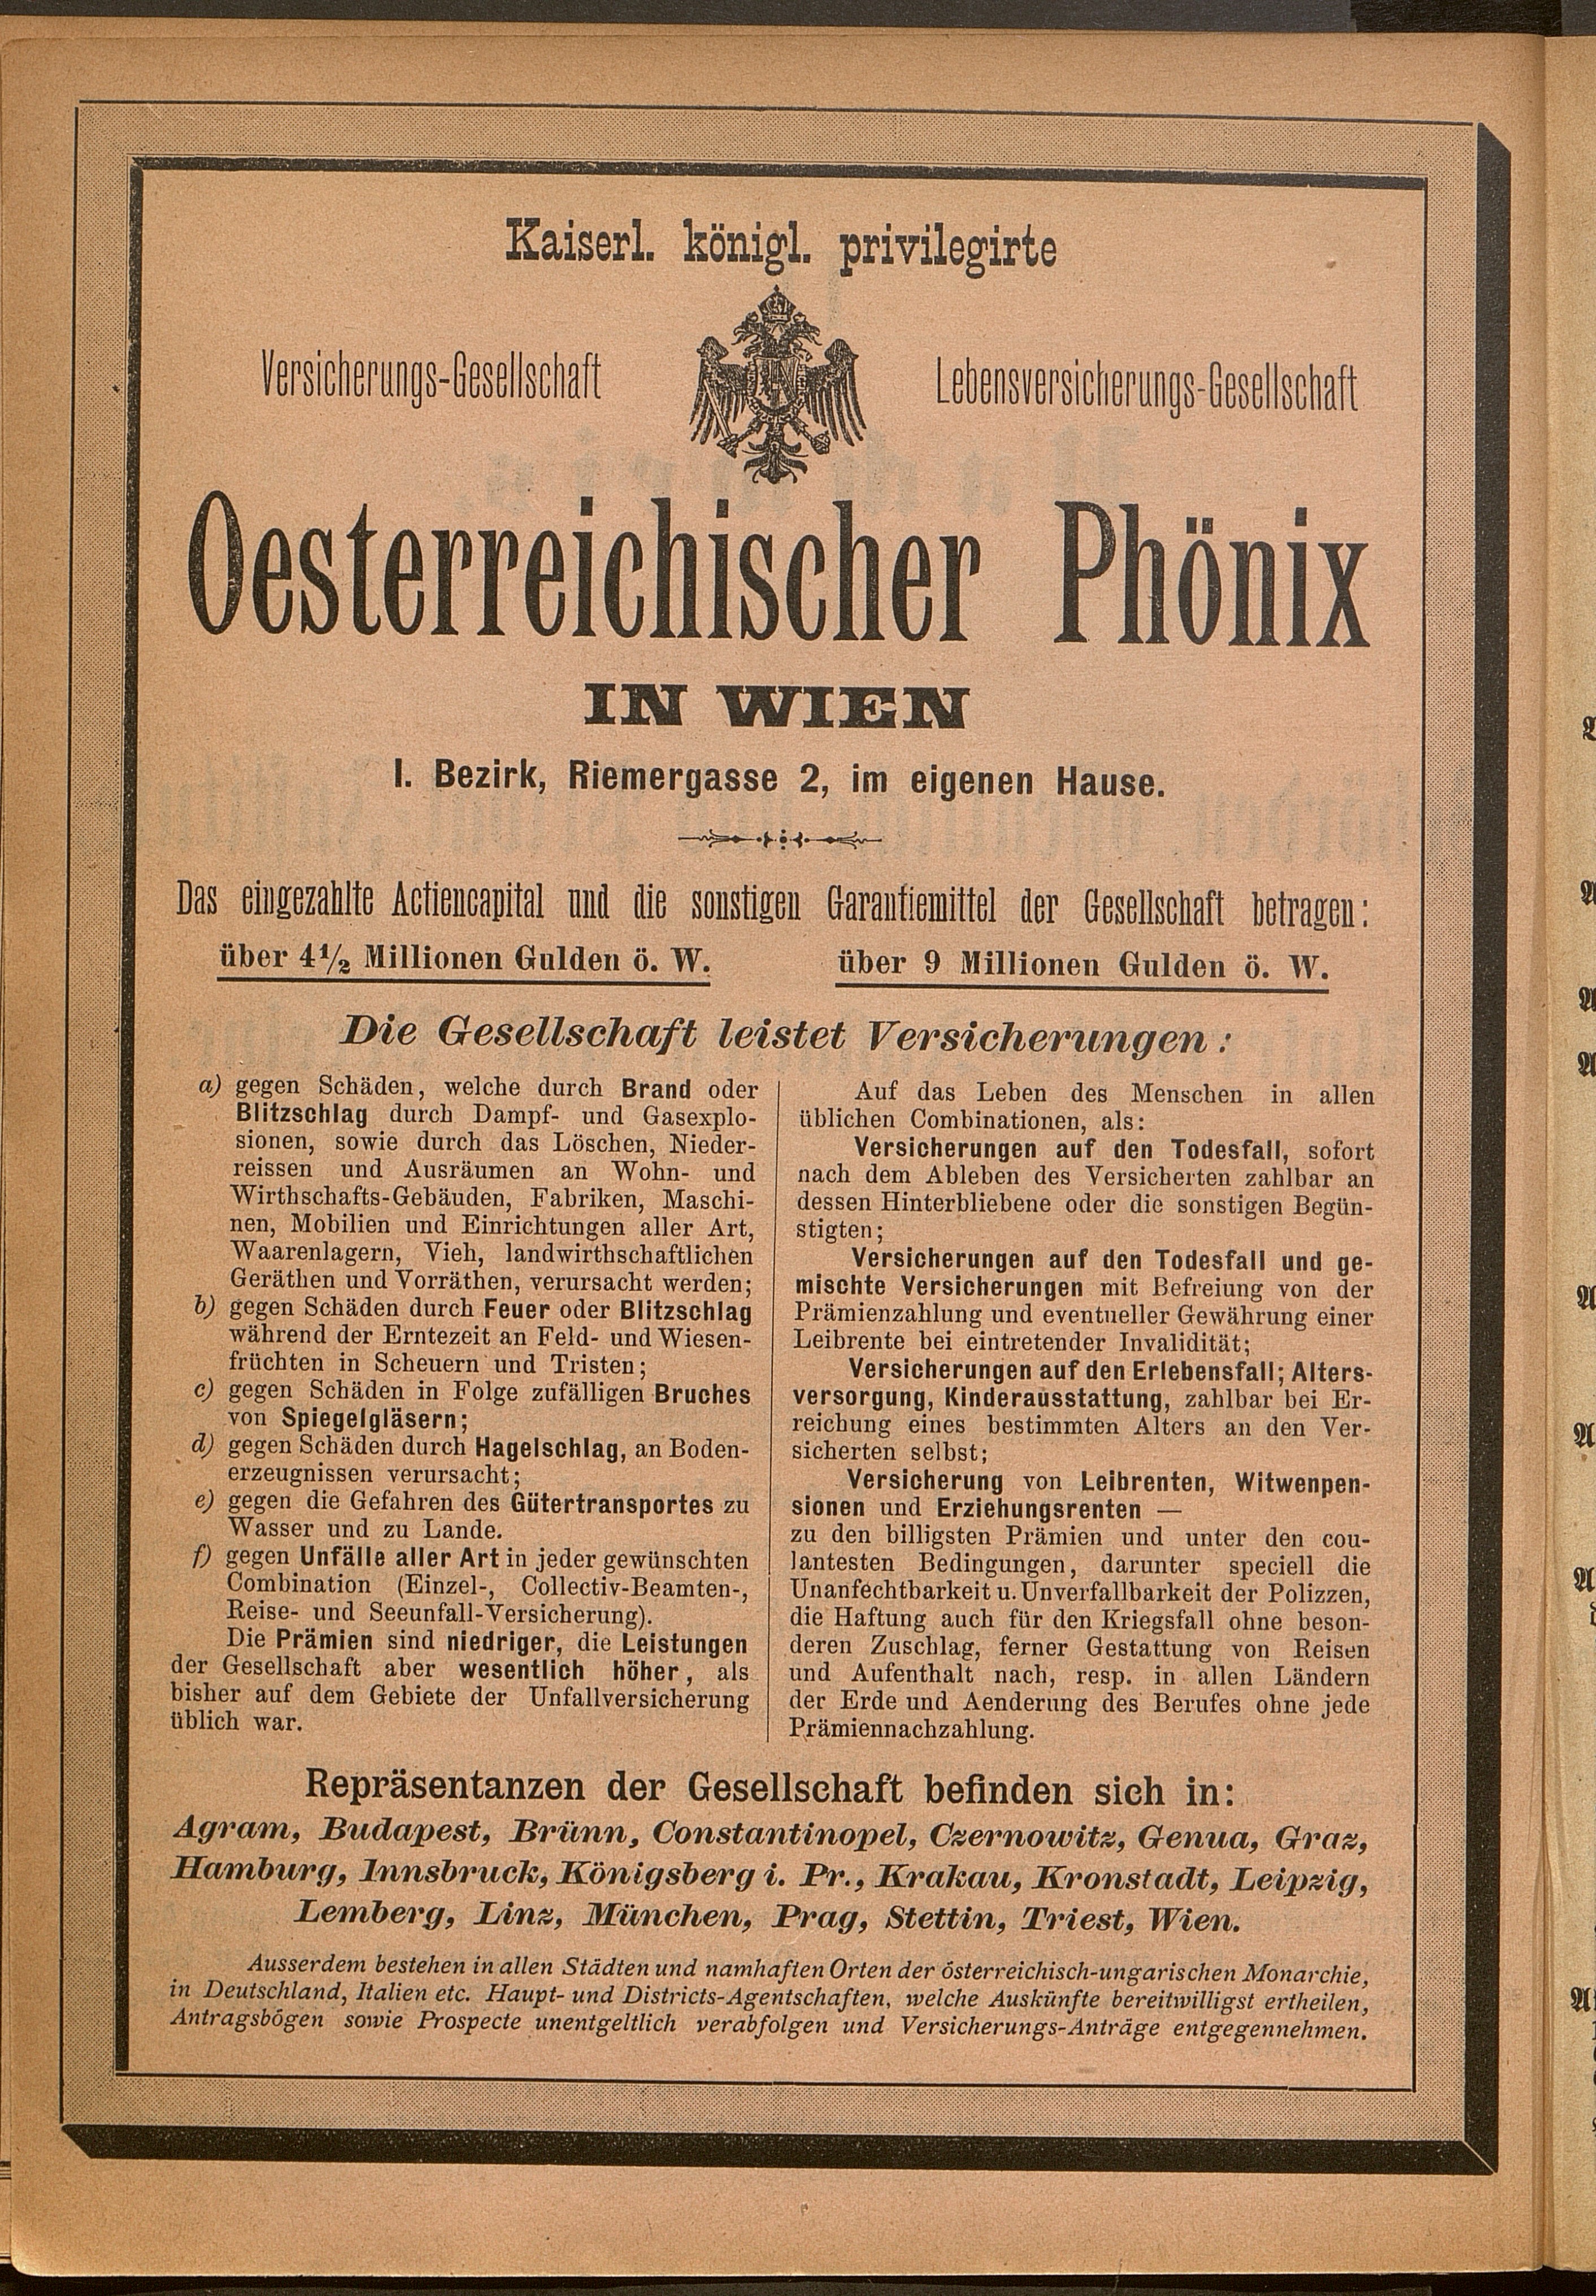 Kaiserl. königl. privilegirte
Versicherungs-Gesellschaft
Lebensversicherungs-Gesellschaft
Oesterreichischer Phönix
IN WIEN
I. Bezirk, Riemergasse 2, im eigenen Hause.
Das eingezahlte Actiencapital und die sonstigen Garantiemittel der Gesellschaft betragen:
über 4½ Millionen Gulden ö. W.
über 9 Millionen Gulden ö. W.
Die Gesellschaft leistet Versicherungen:
a) gegen Schäden, welche durch Brand oder
Blitzschlag durch Dampf- und Gasexplo-
sionen, sowie durch das Löschen, Nieder-
reissen und Ausräumen an Wohn- und
Wirthschafts-Gebäuden, Fabriken, Maschi-
nen, Mobilien und Einrichtungen aller Art,
Waarenlagern, Vieh, landwirthschaftlichen
Geräthen und Vorräthen, verursacht werden;
b) gegen Schäden durch Feuer oder Blitzschlag
während der Erntezeit an Feld- und Wiesen-
früchten in Scheuern und Tristen;
c) gegen Schäden in Folge zufälligen Bruches
von Spiegelgläsern;
d) gegen Schäden durch Hagelschlag, an Boden-
erzeugnissen verursacht;
e) gegen die Gefahren des Gütertransportes zu
Wasser und zu Lande.
f) gegen Unfälle aller Art in jeder gewünschten
Combination (Einzel-, Collectiv-Beamten-,
Reise- und Seeunfall-Versicherung).
Die Prämien sind niedriger, die Leistungen
der Gesellschaft aber wesentlich höher, als
bisher auf dem Gebiete der Unfallversicherung
üblich war.
Auf das Leben des Menschen in allen
üblichen Combinationen, als:
Versicherungen auf den Todesfall, sofort
nach dem Ableben des Versicherten zahlbar an
dessen Hinterbliebene oder die sonstigen Begün-
stigten;
Versicherungen auf den Todesfall und ge-
mischte Versicherungen mit Befreiung von der
Prämienzahlung und eventueller Gewährung einer
Leibrente bei eintretender Invalidität;
Versicherungen auf den Erlebensfall; Alters-
versorgung, Kinderausstattung, zahlbar bei Er-
reichung eines bestimmten Alters an den Ver-
sicherten selbst;
Versicherung von Leibrenten, Witwenpen-
sionen und Erziehungsrenten —
zu den billigsten Prämien und unter den cou-
lantesten Bedingungen, darunter speciell die
Unanfechtbarkeit u. Unverfallbarkeit der Polizzen,
die Haftung auch für den Kriegsfall ohne beson-
deren Zuschlag, ferner Gestattung von Reisen
und Aufenthalt nach, resp. in allen Ländern
der Erde und Aenderung des Berufes ohne jede
Prämiennachzahlung.
Repräsentanzen der Gesellschaft befinden sich in:
Agram, Budapest, Brünn, Constantinopel, Czernowitz, Genua, Graz,
Hamburg, Innsbruck, Königsberg i. Pr., Krakau, Kronstadt, Leipzig,
Lemberg, Linz, München, Prag, Stettin, Triest, Wien.
Ausserdem bestehen in allen Städten und namhaften Orten der österreichisch-ungarischen Monarchie,
in Deutschland, Italien etc. Haupt- und Districts-Agentschaften, welche Auskünfte bereitwilligst ertheilen,
Antragsbögen sowie Prospecte unentgeltlich verabfolgen und Versicherungs-Anträge entgegennehmen.